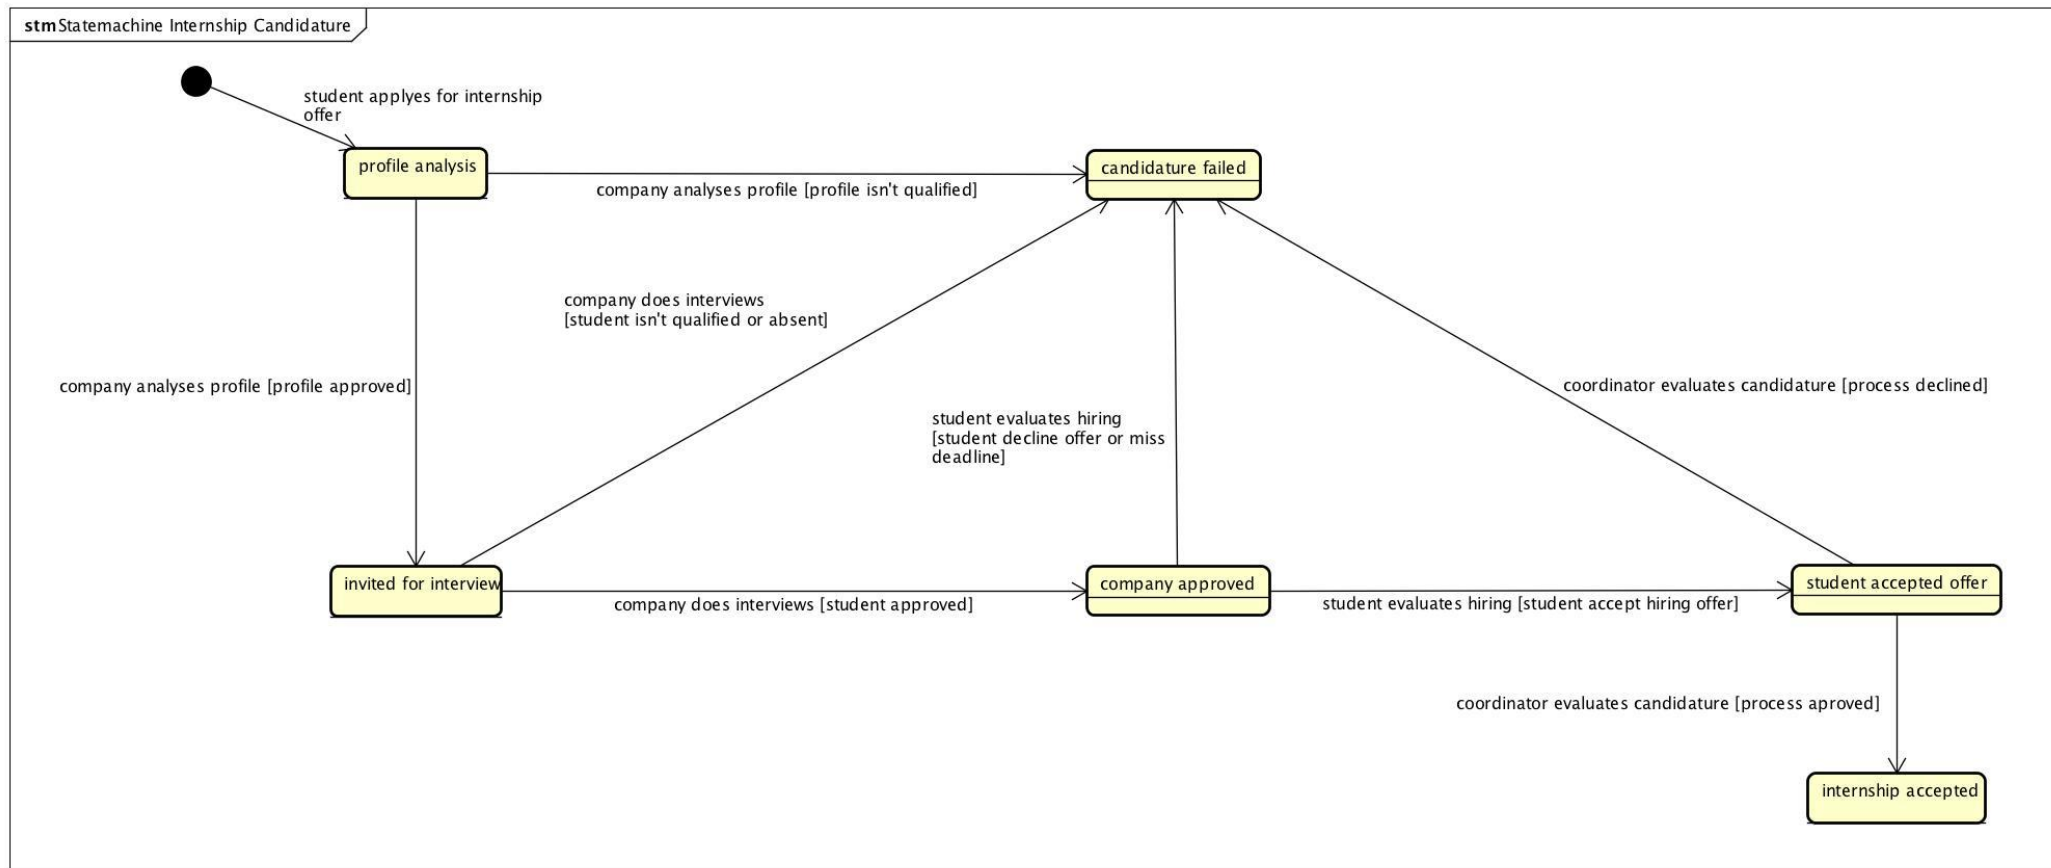 stm Statemachine Internship Candidature
student applyes for internship
offer
profile analysis
candidature failed
company analyses profile [profile isn't qualified]
company does interviews
[student isn't qualified or absent]
company analyses profile [profile approved]
coordinator evaluates candidature [process declined]
student evaluates hiring
[student decline offer or miss
deadline]
invited for interview
company approved
student accepted offer
company does interviews [student approved]
student evaluates hiring [student accept hiring offer]
coordinator evaluates candidature [process aproved]
internship accepted